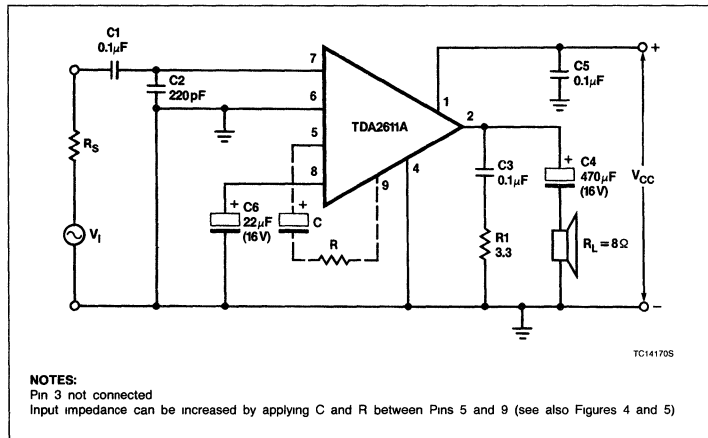 C1
0.1µF
C2
220 pF
R_S
V_I
7
6
5
8
9
TDA2611A
1
2
4
C6
22µF
(16V)
C
R
C3
0.1µF
R1
3.3
C5
0.1µF
C4
470µF
(16V)
R_L = 8Ω
V_CC
+
−
+
+
+
TC14170S
NOTES:
Pin 3 not connected
Input impedance can be increased by applying C and R between Pins 5 and 9 (see also Figures 4 and 5)